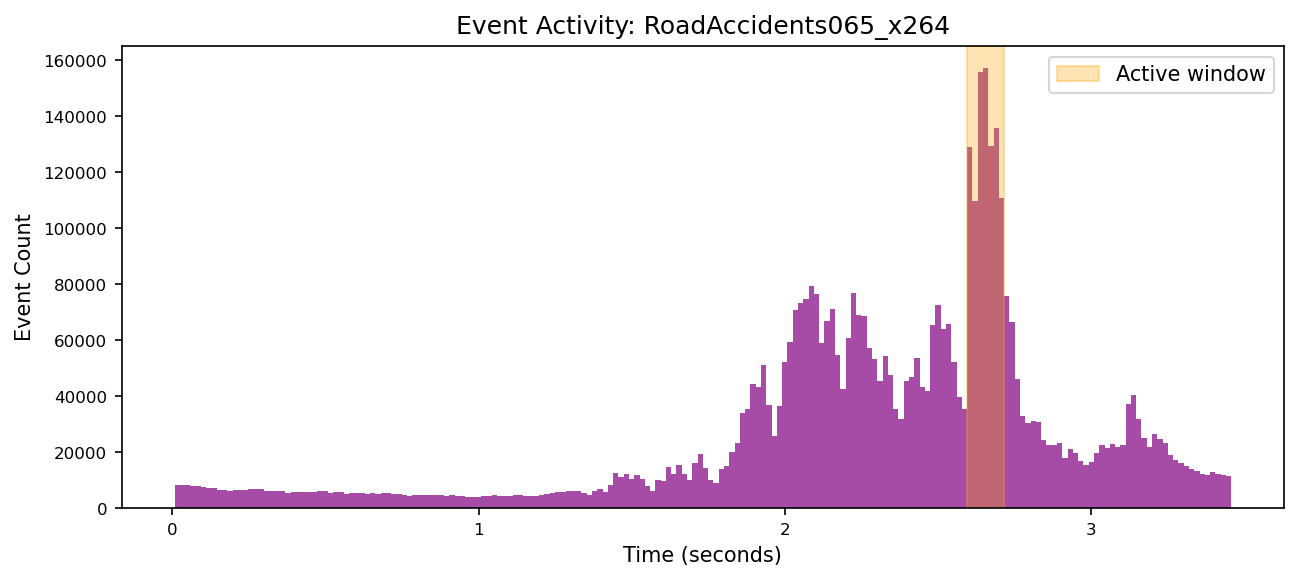 Event Activity: RoadAccidents065_x264
Active window
160000
140000
120000
100000
80000
60000
40000
20000
0
Event Count
0 1 2 3
Time (seconds)